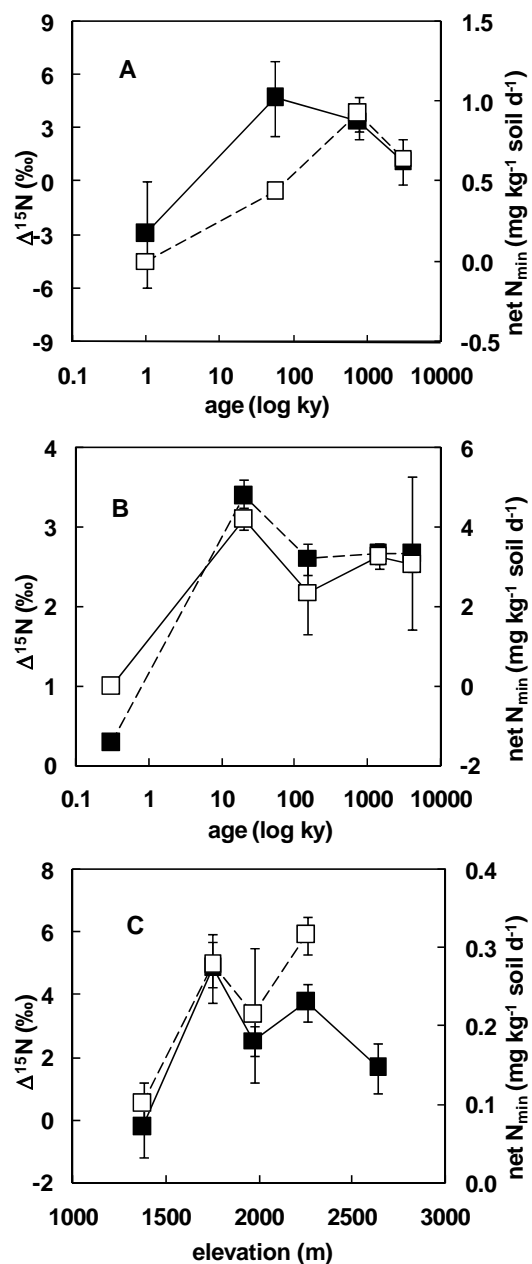 A
9
6
3
0
-3
-6
-9
Δ¹⁵N (‰)
1.5
1.0
0.5
0.0
-0.5
net Nmin (mg kg⁻¹ soil d⁻¹)
0.1 1 10 100 1000 10000
age (log ky)
B
4
3
2
1
0
Δ¹⁵N (‰)
6
4
2
0
-2
net Nmin (mg kg⁻¹ soil d⁻¹)
0.1 1 10 100 1000 10000
age (log ky)
C
8
6
4
2
0
-2
Δ¹⁵N (‰)
0.4
0.3
0.2
0.1
0.0
net Nmin (mg kg⁻¹ soil d⁻¹)
1000 1500 2000 2500 3000
elevation (m)